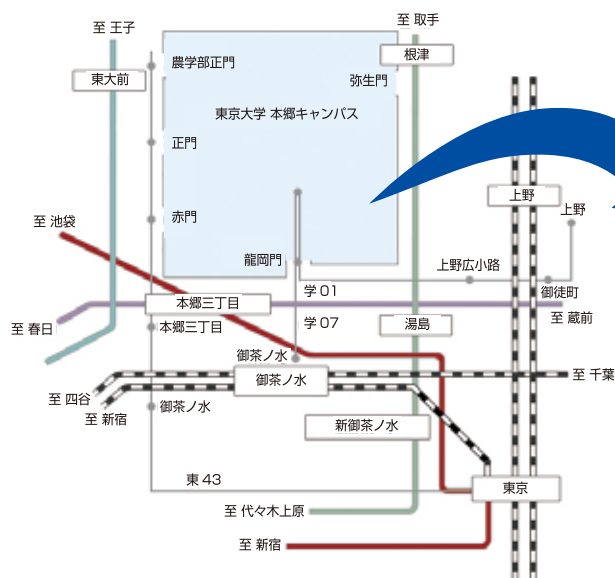 至 取手
至 王子
根津
農学部正門
東大前
弥生門
東京大学 本郷キャンパス
正門
上野
上野
赤門
至 池袋
龍岡門
上野広小路
学 01
御徒町
本郷三丁目
至 蔵前
学 07
湯島
至 春日
本郷三丁目
御茶ノ水
御茶ノ水
至 千葉
至 四谷
御茶ノ水
至 新宿
新御茶ノ水
東 43
東京
至 代々木上原
至 新宿